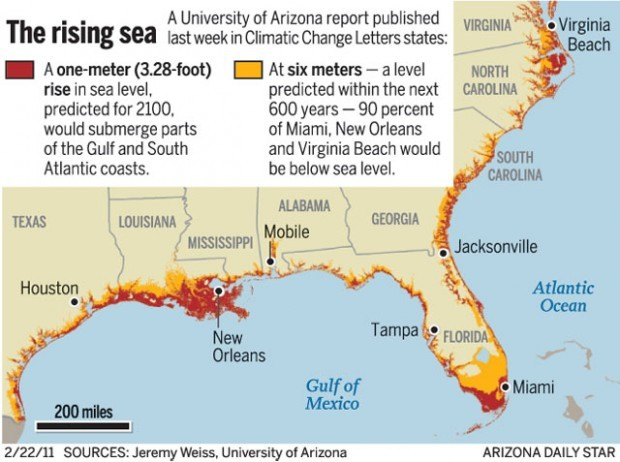 The rising sea
A University of Arizona report published
last week in Climatic Change Letters states:
A one-meter (3.28-foot)
rise in sea level,
predicted for 2100,
would submerge parts
of the Gulf and South
Atlantic coasts.
At six meters — a level
predicted within the next
600 years — 90 percent
of Miami, New Orleans
and Virginia Beach would
be below sea level.
VIRGINIA
Virginia
Beach
NORTH
CAROLINA
SOUTH
CAROLINA
TEXAS
LOUISIANA
MISSISSIPPI
ALABAMA
GEORGIA
Mobile
Jacksonville
Houston
New
Orleans
Atlantic
Ocean
Tampa
FLORIDA
Gulf of
Mexico
Miami
200 miles
2/22/11 SOURCES: Jeremy Weiss, University of Arizona
ARIZONA DAILY STAR